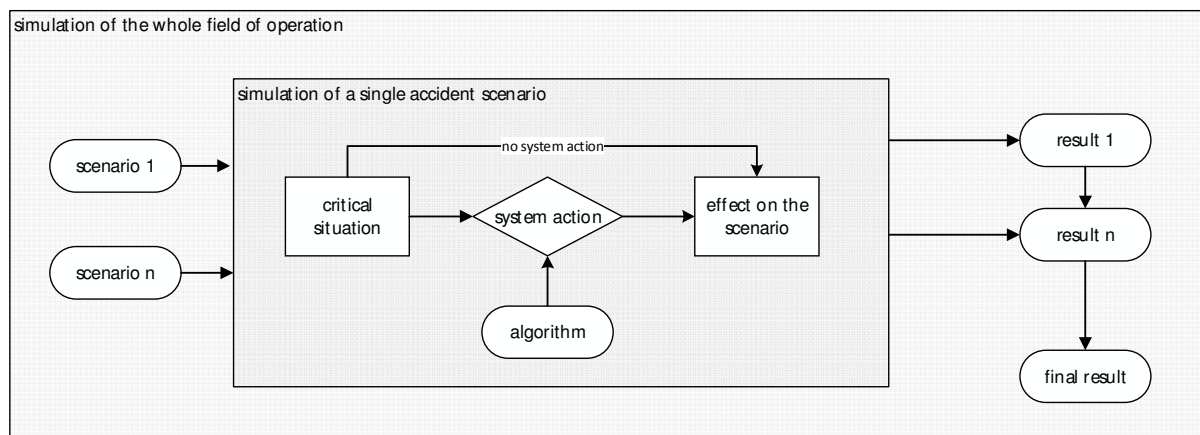 simulation of the whole field of operation
simulation of a single accident scenario
no system action
scenario 1
critical
situation
system action
effect on the
scenario
result 1
result n
scenario n
algorithm
final result